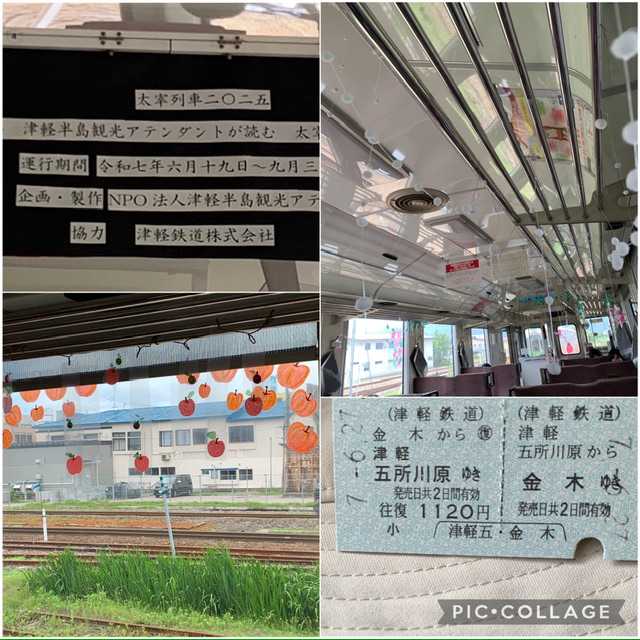 太宰列車二〇二五
津軽半島観光アテンダントが読む 太宰
運行期間 令和七年六月十九日～九月三
企画・製作 NPO法人津軽半島観光アテ
協力 津軽鉄道株式会社
(津軽鉄道)
金木から 復
津軽
五所川原ゆき
発売日共2日間有効
往復 1120円
小
7.-6.27
(津軽鉄道)
津軽
五所川原から
金木ゆき
発売日共2日間有効
津軽五・金木
PIC•COLLAGE